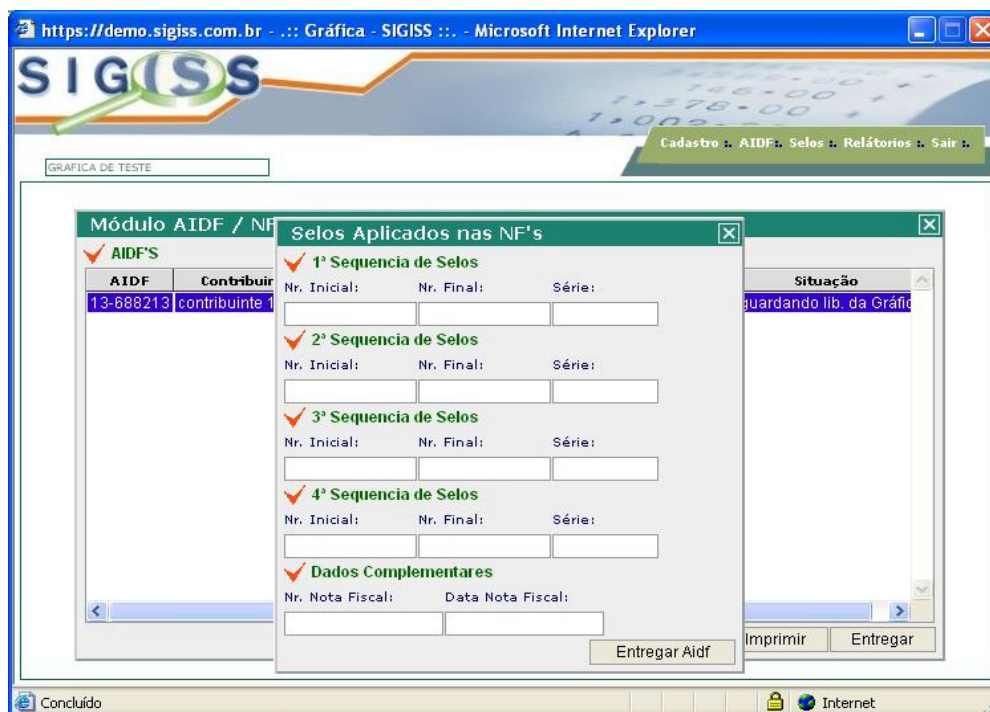 https://demo.sigiss.com.br - .:: Gráfica - SIGISS ::. - Microsoft Internet Explorer
SIGISS
Cadastro :. AIDF:. Selos :. Relátorios :. Sair :.
GRAFICA DE TESTE
Módulo AIDF / NF
AIDF'S
AIDF Contribuir Situação
13-688213 contribuinte 1 guardando lib. da Gráfic
Selos Aplicados nas NF's
1ª Sequencia de Selos
Nr. Inicial: Nr. Final: Série:
2ª Sequencia de Selos
Nr. Inicial: Nr. Final: Série:
3ª Sequencia de Selos
Nr. Inicial: Nr. Final: Série:
4ª Sequencia de Selos
Nr. Inicial: Nr. Final: Série:
Dados Complementares
Nr. Nota Fiscal: Data Nota Fiscal:
Entregar Aidf
Imprimir Entregar
Concluído Internet